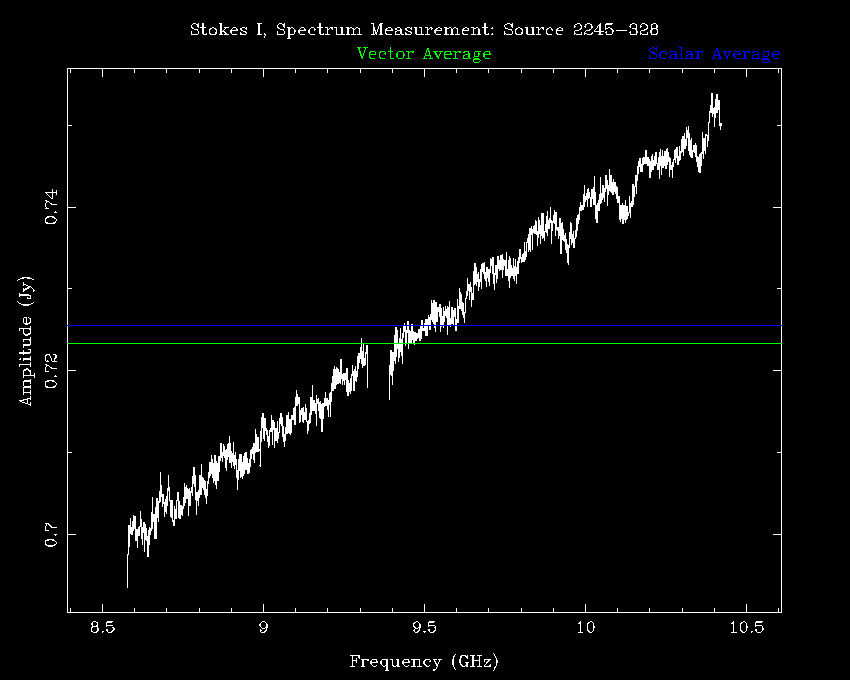 Stokes I, Spectrum Measurement: Source 2245−328
Vector Average
Scalar Average
0.74
0.72
0.7
Amplitude (Jy)
8.5
9
9.5
10
10.5
Frequency (GHz)